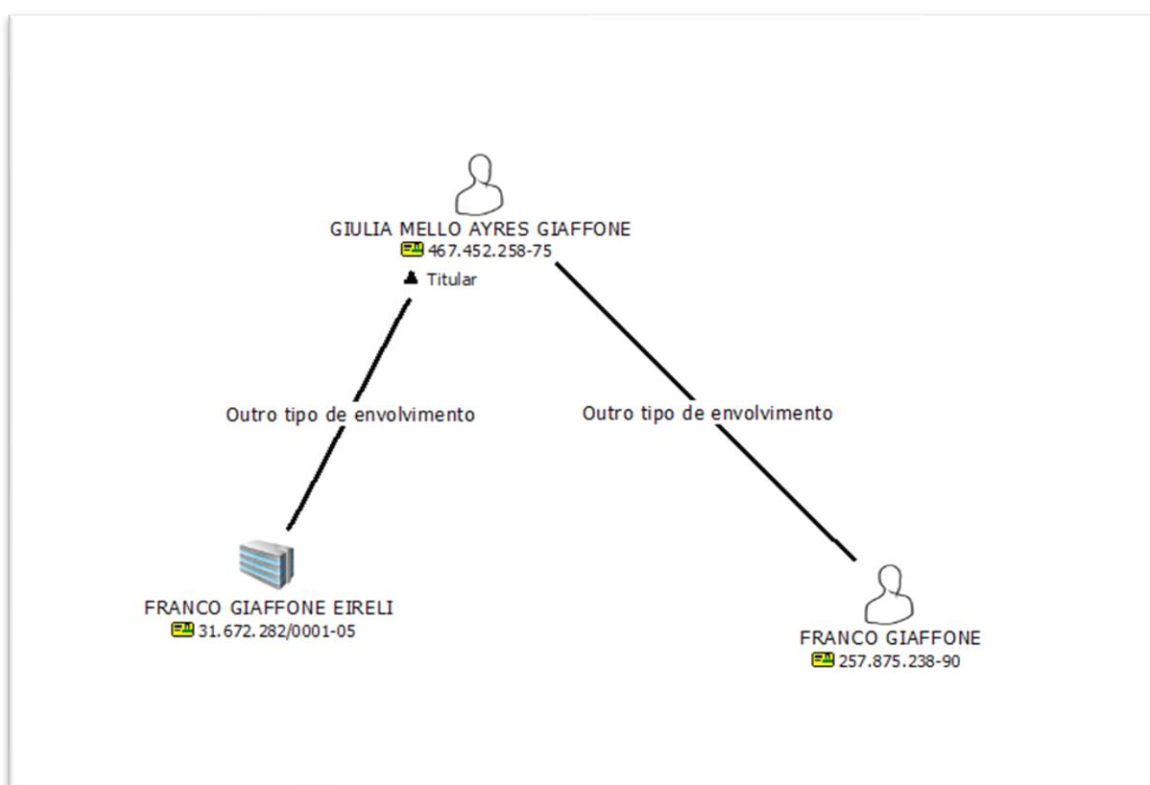 GIULIA MELLO AYRES GIAFFONE
467.452.258-75
Titular
Outro tipo de envolvimento
Outro tipo de envolvimento
FRANCO GIAFFONE EIRELI
31.672.282/0001-05
FRANCO GIAFFONE
257.875.238-90